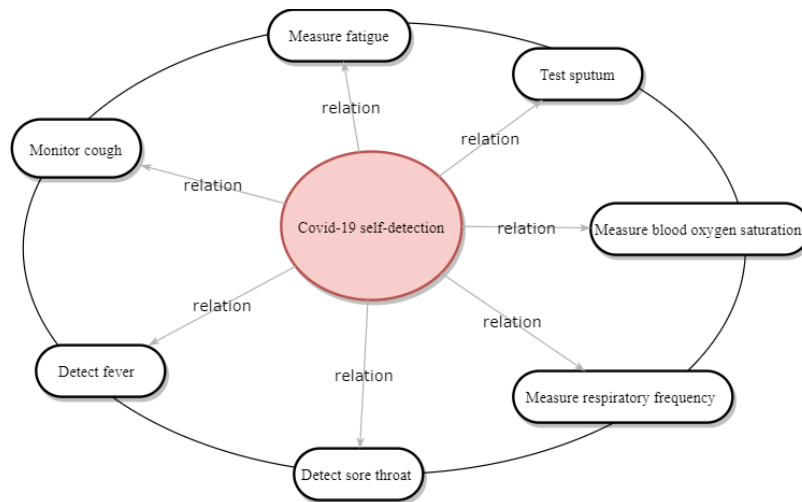 Measure fatigue
Test sputum
relation
relation
Monitor cough
relation
Covid-19 self-detection
relation
Measure blood oxygen saturation
relation
relation
Detect fever
relation
Measure respiratory frequency
Detect sore throat